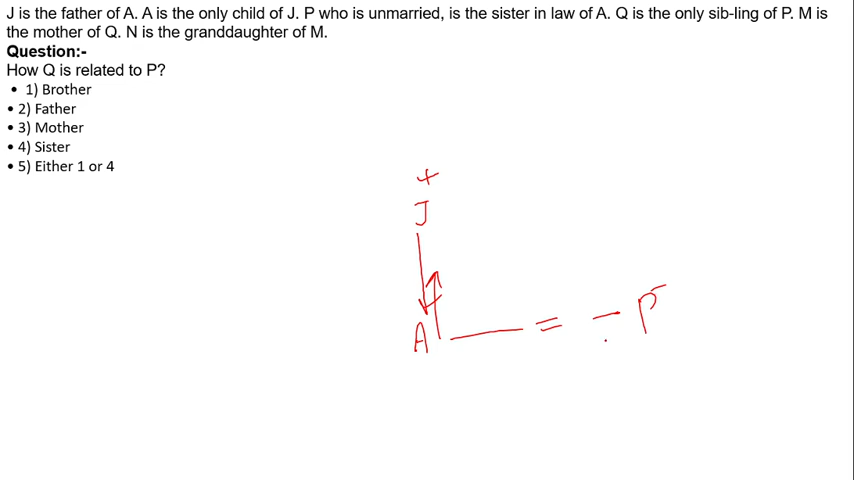 J is the father of A. A is the only child of J. P who is unmarried, is the sister in law of A. Q is the only sib-ling of P. M is
the mother of Q. N is the granddaughter of M.
Question:-
How Q is related to P?
• 1) Brother
• 2) Father
• 3) Mother
• 4) Sister
• 5) Either 1 or 4
+
J
A = - P -